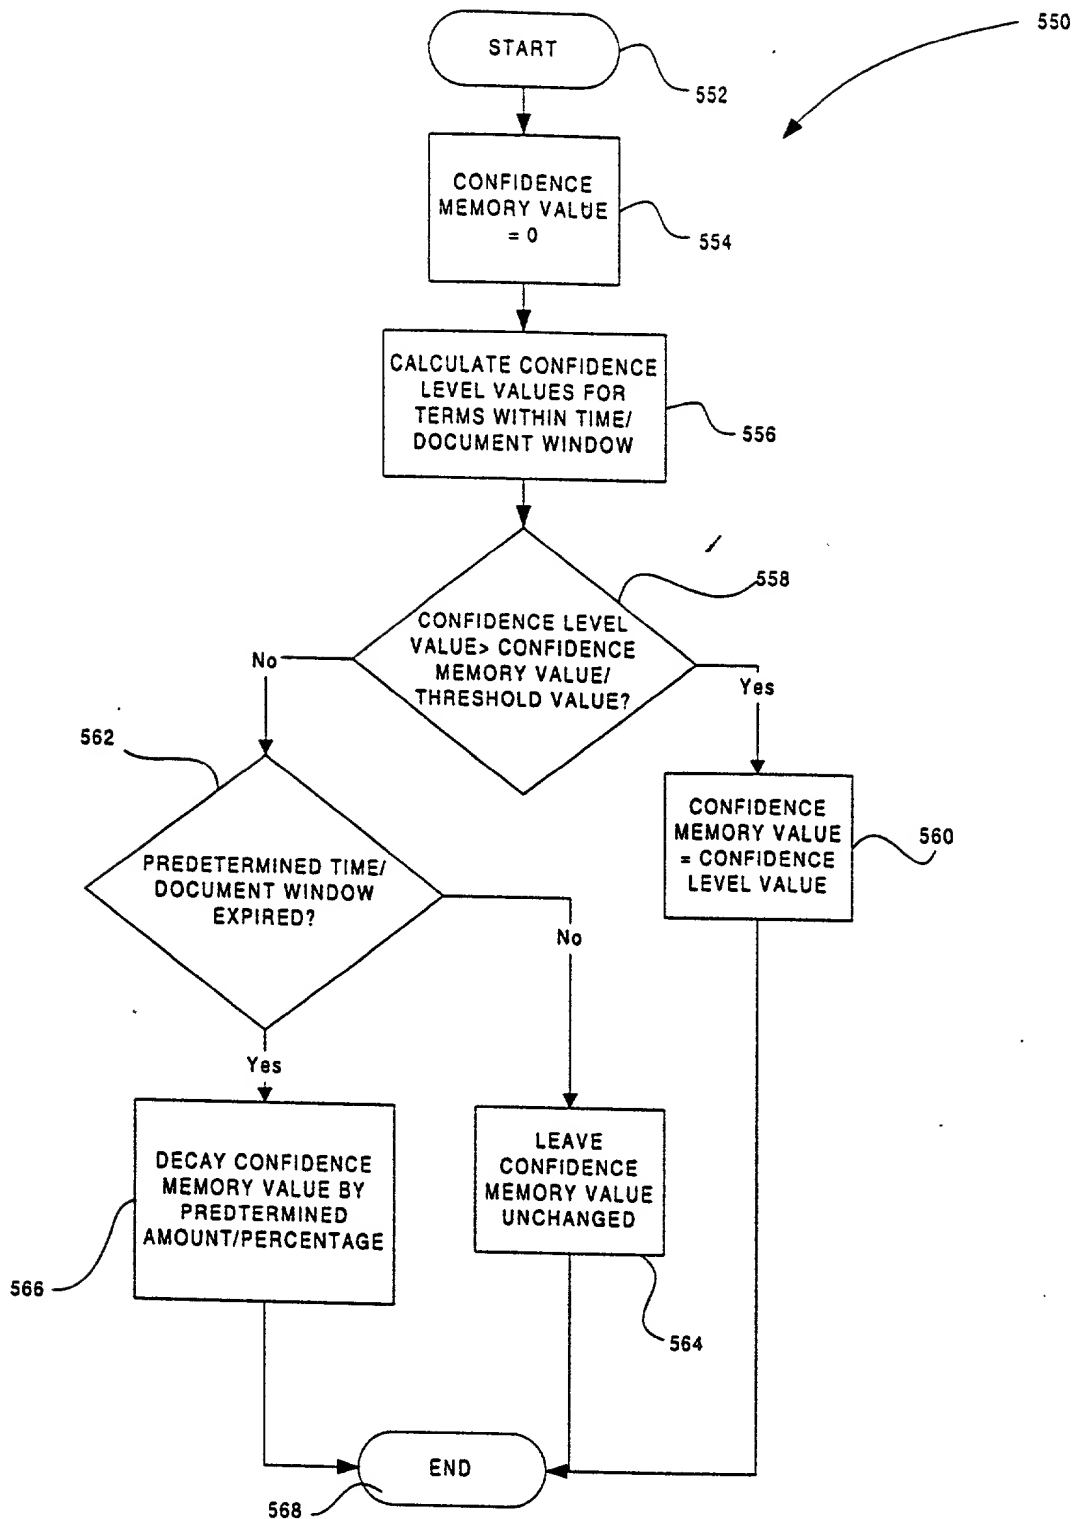 550
START
552
CONFIDENCE
MEMORY VALUE
= 0
554
CALCULATE CONFIDENCE
LEVEL VALUES FOR
TERMS WITHIN TIME/
DOCUMENT WINDOW
556
558
CONFIDENCE LEVEL
VALUE> CONFIDENCE
MEMORY VALUE/
THRESHOLD VALUE?
No
Yes
562
PREDETERMINED TIME/
DOCUMENT WINDOW
EXPIRED?
CONFIDENCE
MEMORY VALUE
= CONFIDENCE
LEVEL VALUE
560
No
Yes
DECAY CONFIDENCE
MEMORY VALUE BY
PREDTERMINED
AMOUNT/PERCENTAGE
566
LEAVE
CONFIDENCE
MEMORY VALUE
UNCHANGED
564
END
568